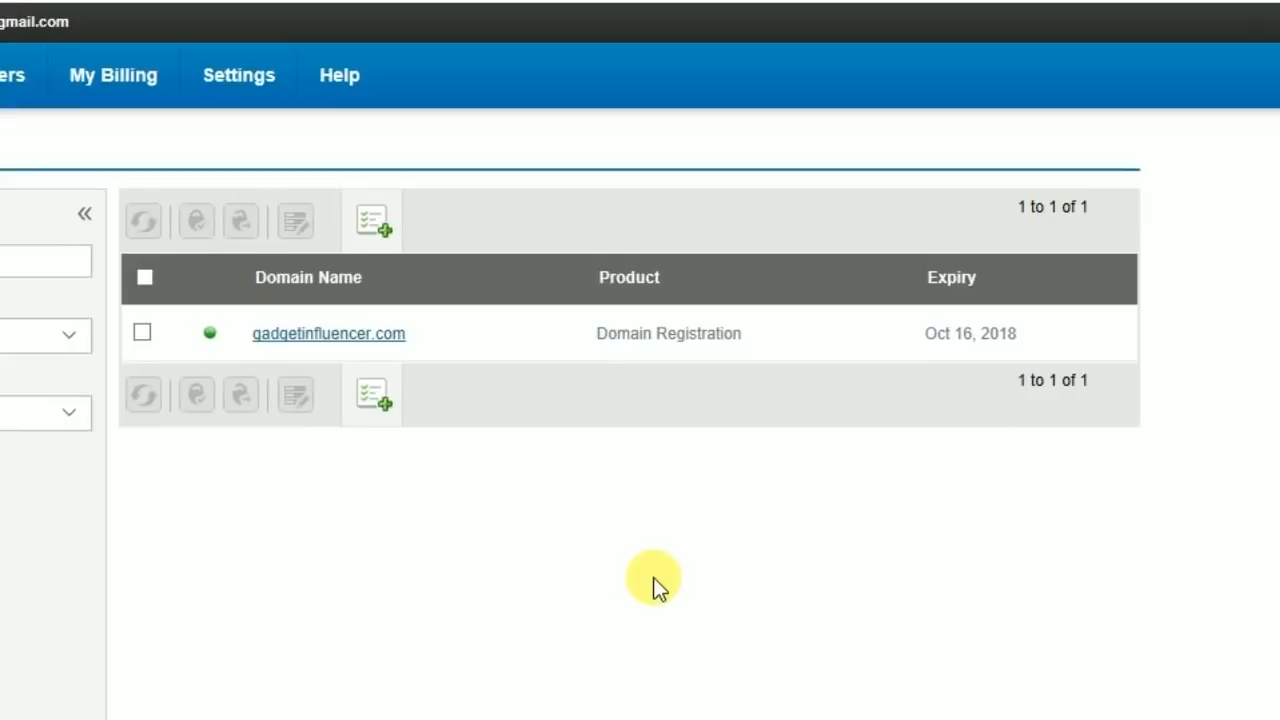 gmail.com
ers My Billing Settings Help
1 to 1 of 1
Domain Name Product Expiry
gadgetinfluencer.com Domain Registration Oct 16, 2018
1 to 1 of 1